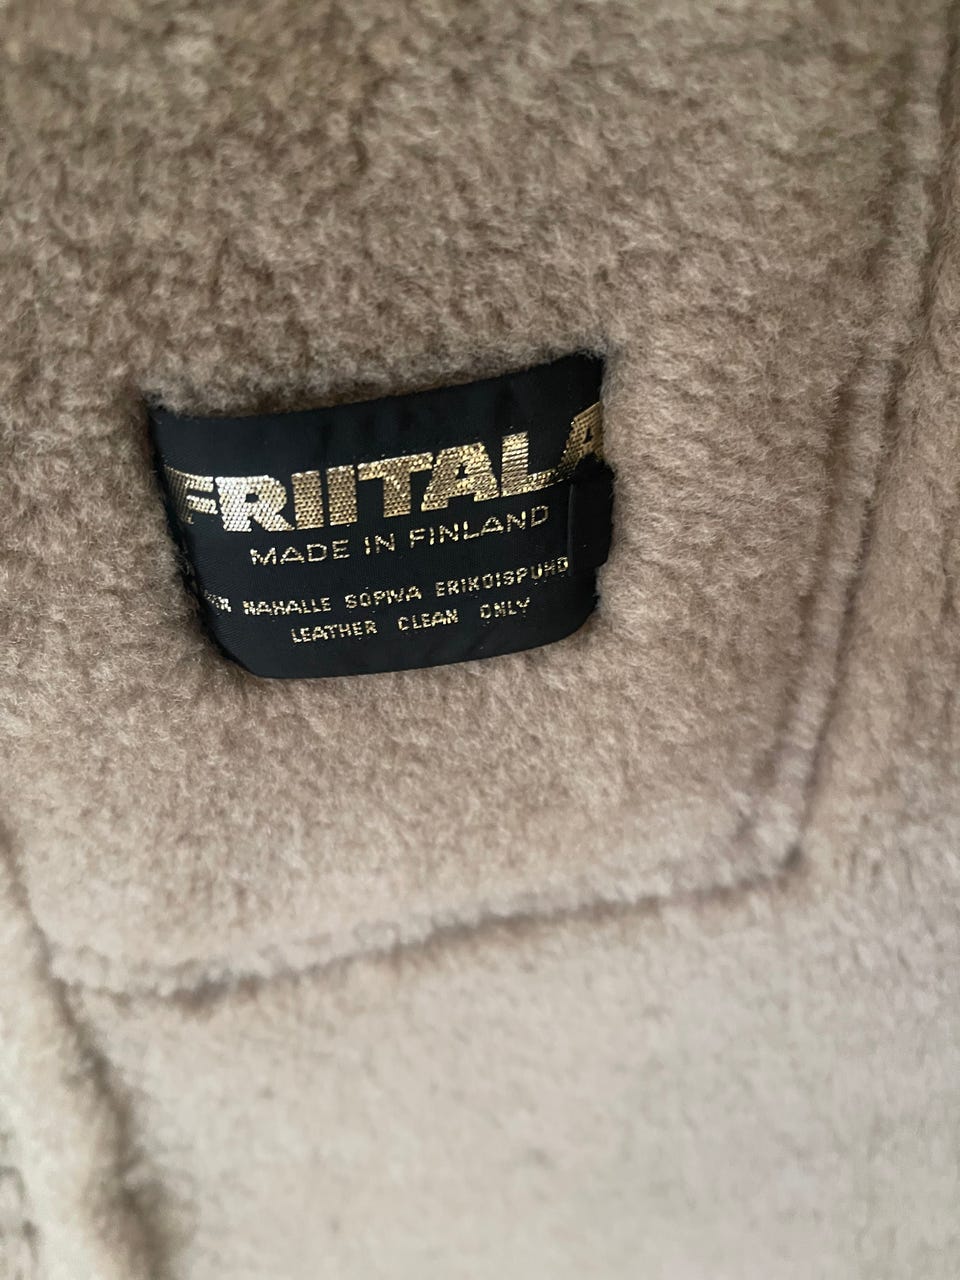 FRIITALA
MADE IN FINLAND
NAHALLE SOPIVA ERIKOISPUHD
LEATHER CLEAN ONLY